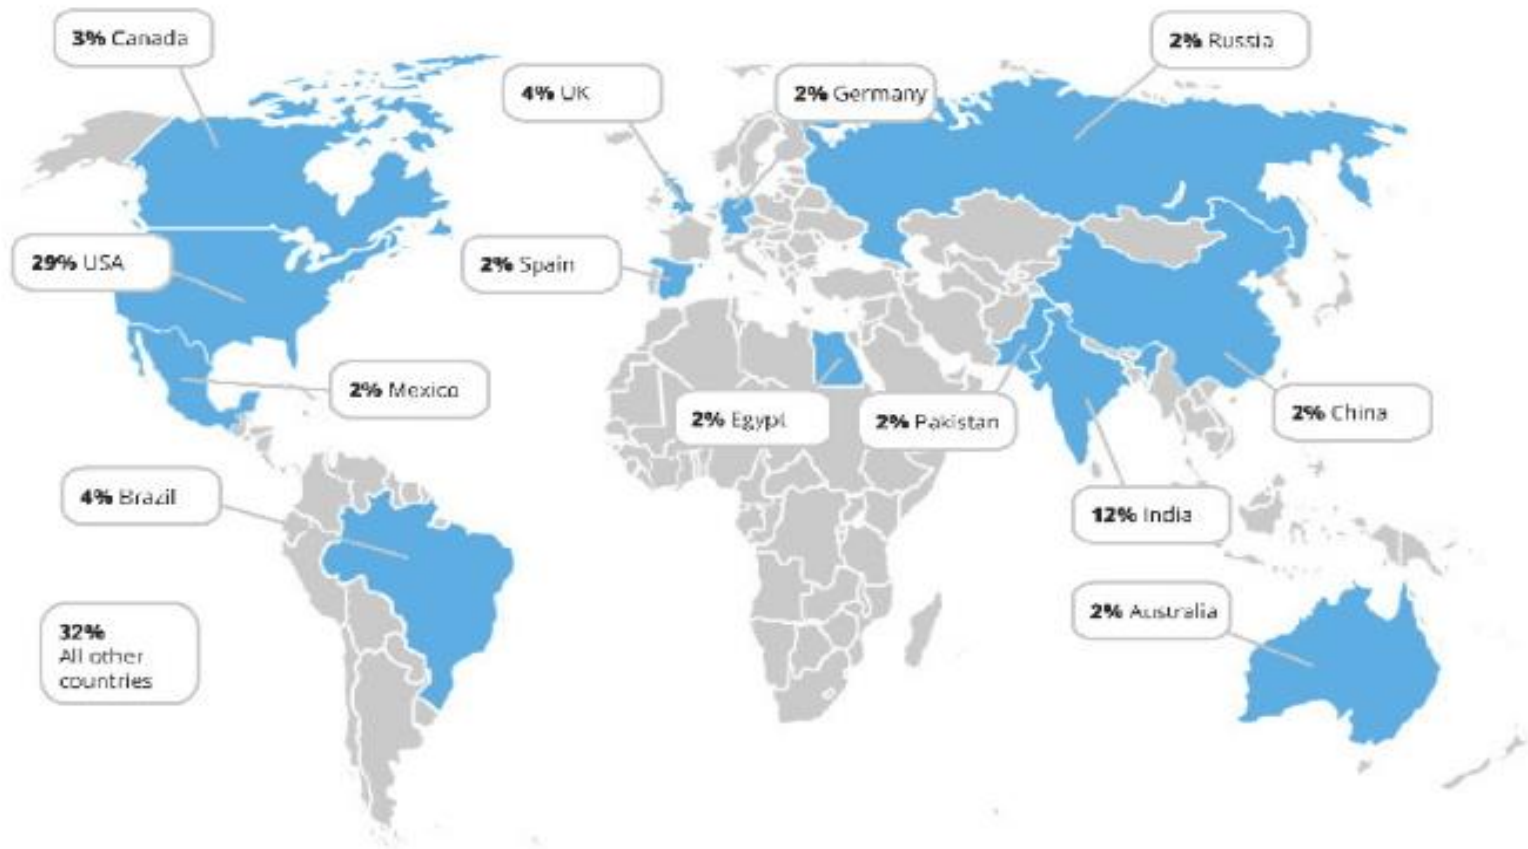 3% Canada
2% Russia
4% UK
2% Germany
29% USA
2% Spain
2% Mexico
2% Egypt
2% Pakistan
2% China
4% Brazil
12% India
2% Australia
32%
All other
countries